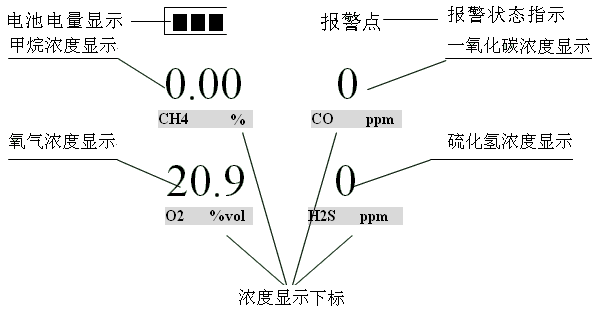 电池电量显示
报警点
报警状态指示
甲烷浓度显示
一氧化碳浓度显示
0.00
0
CH4 %
CO ppm
氧气浓度显示
硫化氢浓度显示
20.9
0
O2 %vol
H2S ppm
浓度显示下标